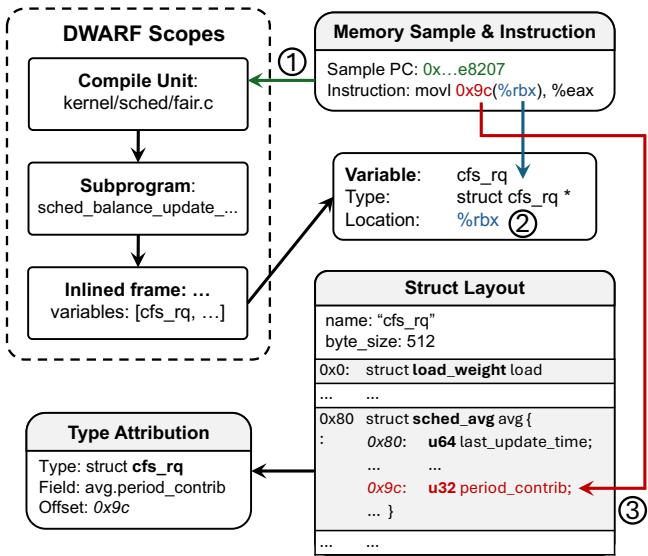 DWARF Scopes
Compile Unit:
kernel/sched/fair.c
Subprogram:
sched_balance_update_...
Inlined frame: ...
variables: [cfs_rq, ...]
1
Memory Sample & Instruction
Sample PC: 0x...e8207
Instruction: movl 0x9c(%rbx), %eax
Variable: cfs_rq
Type: struct cfs_rq *
Location: %rbx 2
Struct Layout
name: “cfs_rq”
byte_size: 512
0x0: struct load_weight load
... ...
0x80 struct sched_avg avg {
: 0x80: u64 last_update_time;
... ...
0x9c: u32 period_contrib;
... }
3
... ...
Type Attribution
Type: struct cfs_rq
Field: avg.period_contrib
Offset: 0x9c